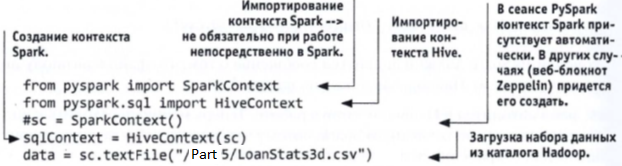 Импортирование
контекста Spark -->
не обязательно при работе
непосредственно в Spark.
Импортиро-
вание кон-
текста Hive.
В сеансе PySpark
контекст Spark при-
сутствует автомати-
чески. В других слу-
чаях (веб-блокнот
Zeppelin) придется
его создать.
Создание контекста
Spark.
from pyspark import SparkContext
from pyspark.sql import HiveContext
#sc = SparkContext()
sqlContext = HiveContext(sc)
data = sc.textFile("/Part 5/LoanStats3d.csv")
Загрузка набора данных
из каталога Hadoop.